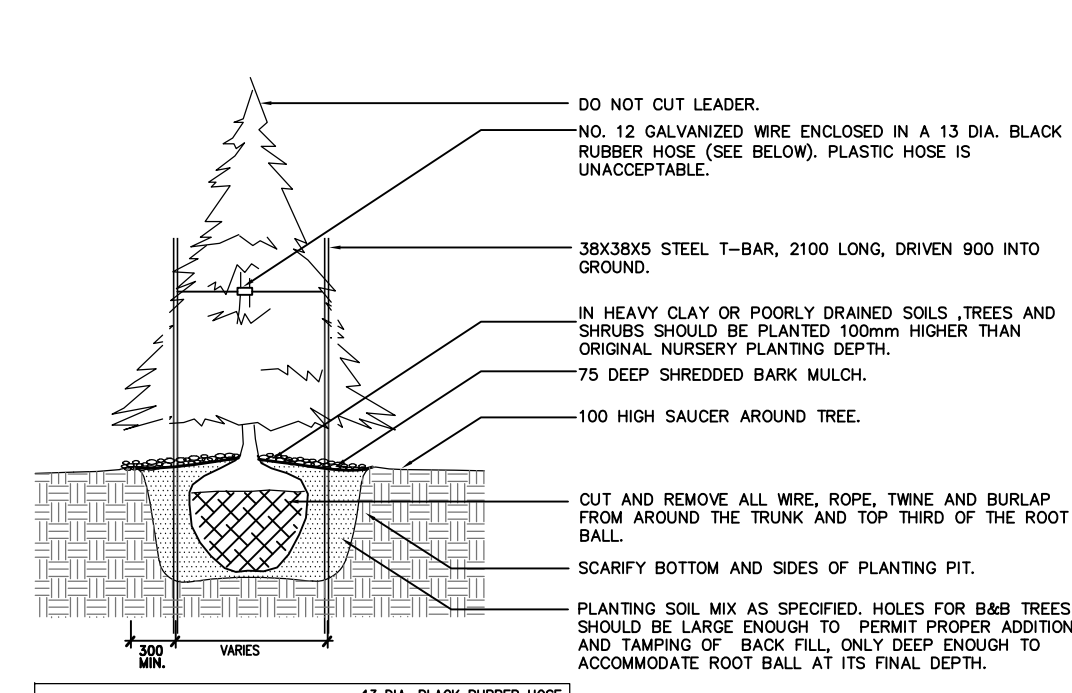 DO NOT CUT LEADER.
NO. 12 GALVANIZED WIRE ENCLOSED IN A 13 DIA. BLACK
RUBBER HOSE (SEE BELOW). PLASTIC HOSE IS
UNACCEPTABLE.
38X38X5 STEEL T-BAR, 2100 LONG, DRIVEN 900 INTO
GROUND.
IN HEAVY CLAY OR POORLY DRAINED SOILS ,TREES AND
SHRUBS SHOULD BE PLANTED 100mm HIGHER THAN
ORIGINAL NURSERY PLANTING DEPTH.
75 DEEP SHREDDED BARK MULCH.
100 HIGH SAUCER AROUND TREE.
CUT AND REMOVE ALL WIRE, ROPE, TWINE AND BURLAP
FROM AROUND THE TRUNK AND TOP THIRD OF THE ROOT
BALL.
SCARIFY BOTTOM AND SIDES OF PLANTING PIT.
PLANTING SOIL MIX AS SPECIFIED. HOLES FOR B&B TREES
SHOULD BE LARGE ENOUGH TO PERMIT PROPER ADDITION
AND TAMPING OF BACK FILL, ONLY DEEP ENOUGH TO
ACCOMMODATE ROOT BALL AT ITS FINAL DEPTH.
300
MIN.
VARIES
13 DIA. BLACK RUBBER HOSE